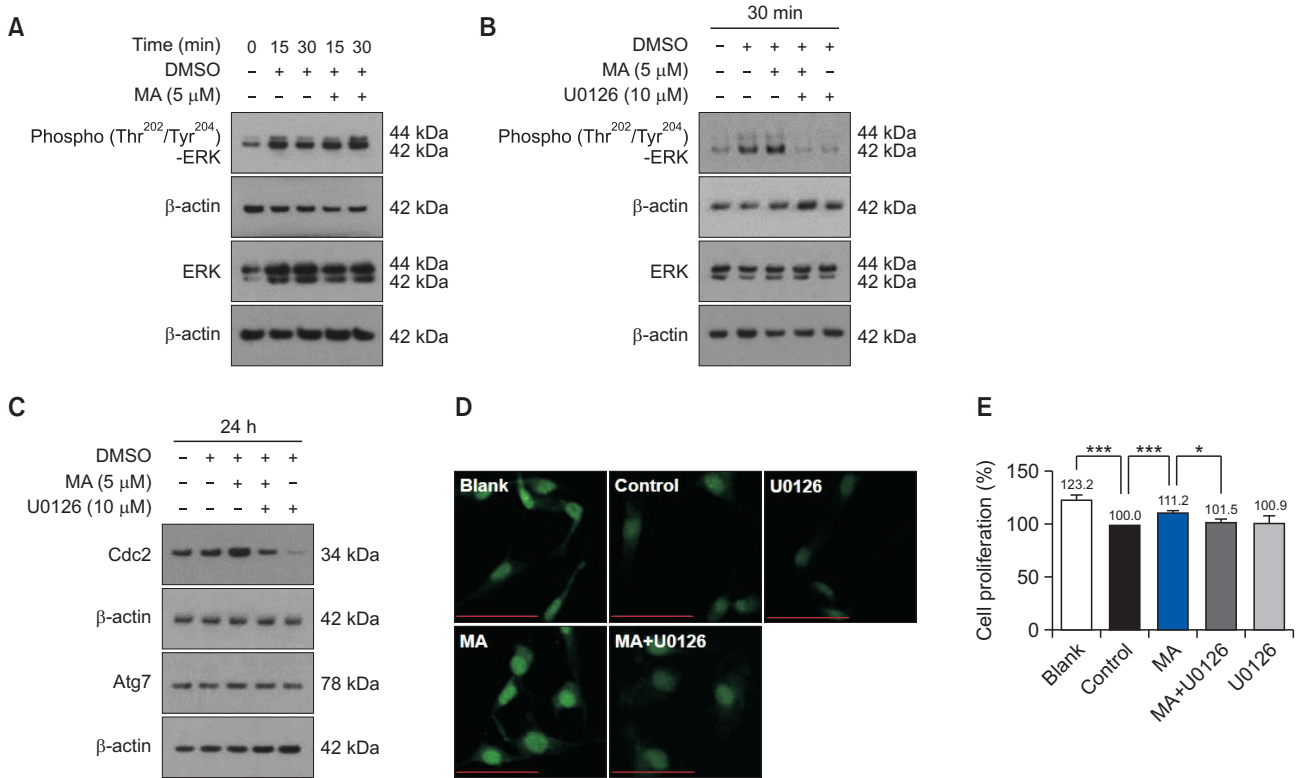 A
Time (min) 0 15 30 15 30
DMSO – + + + +
MA (5 μM) – – – + +
Phospho (Thr202/Tyr204)
-ERK
44 kDa
42 kDa
β-actin 42 kDa
ERK
44 kDa
42 kDa
β-actin 42 kDa
B
30 min
DMSO – + + + +
MA (5 μM) – – + + –
U0126 (10 μM) – – – + +
Phospho (Thr202/Tyr204)
-ERK
44 kDa
42 kDa
β-actin 42 kDa
ERK
44 kDa
42 kDa
β-actin 42 kDa
C
24 h
DMSO – + + + +
MA (5 μM) – – + + –
U0126 (10 μM) – – – + +
Cdc2 34 kDa
β-actin 42 kDa
Atg7 78 kDa
β-actin 42 kDa
D
Blank Control U0126
MA MA+U0126
E
Cell proliferation (%)
150
100
50
0
*** *** *
123.2 100.0 111.2 101.5 100.9
Blank Control MA MA+U0126 U0126